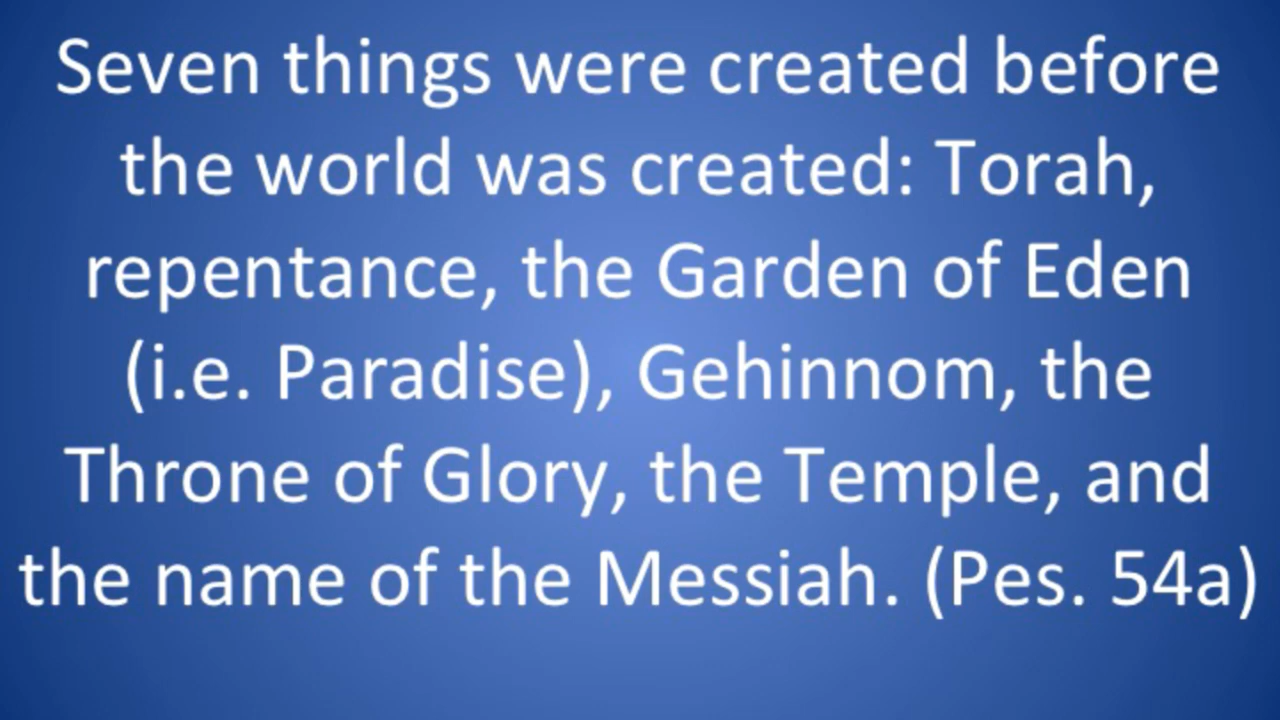 Seven things were created before
the world was created: Torah,
repentance, the Garden of Eden
(i.e. Paradise), Gehinnom, the
Throne of Glory, the Temple, and
the name of the Messiah. (Pes. 54a)